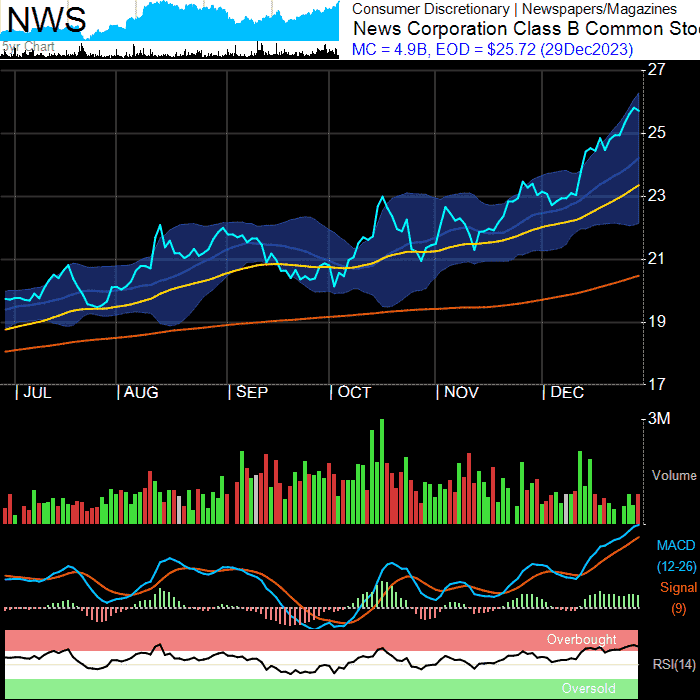 NWS
Consumer Discretionary | Newspapers/Magazines
News Corporation Class B Common Sto
MC = 4.9B, EOD = $25.72 (29Dec2023)
5yr Chart
27
25
23
21
19
17
JUL AUG SEP OCT NOV DEC
3M
Volume
MACD
(12-26)
Signal
(9)
Overbought
RSI(14)
Oversold